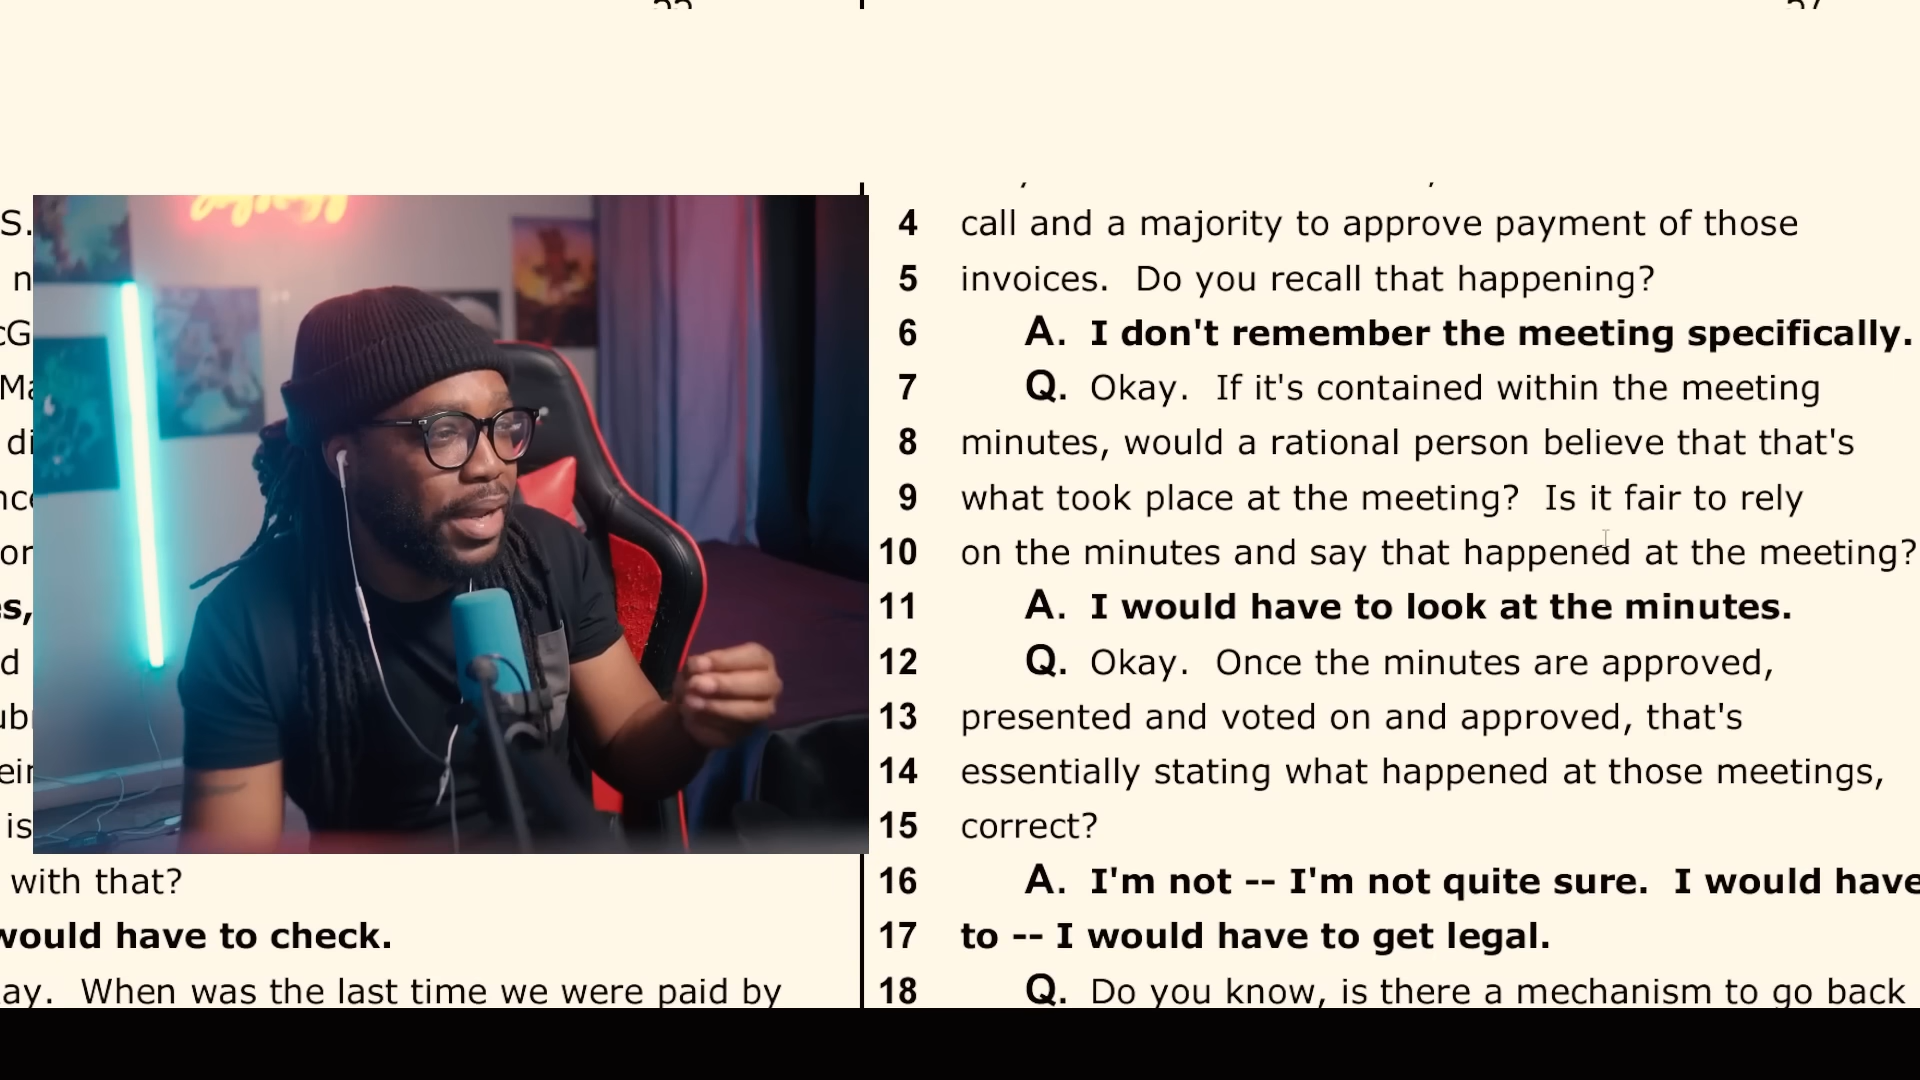 4 call and a majority to approve payment of those
5 invoices. Do you recall that happening?
6 A. I don't remember the meeting specifically.
7 Q. Okay. If it's contained within the meeting
8 minutes, would a rational person believe that that's
9 what took place at the meeting? Is it fair to rely
10 on the minutes and say that happened at the meeting?
11 A. I would have to look at the minutes.
12 Q. Okay. Once the minutes are approved,
13 presented and voted on and approved, that's
14 essentially stating what happened at those meetings,
15 correct?
16 A. I'm not -- I'm not quite sure. I would have
17 to -- I would have to get legal.
18 Q. Do you know, is there a mechanism to go back
with that?
would have to check.
When was the last time we were paid by